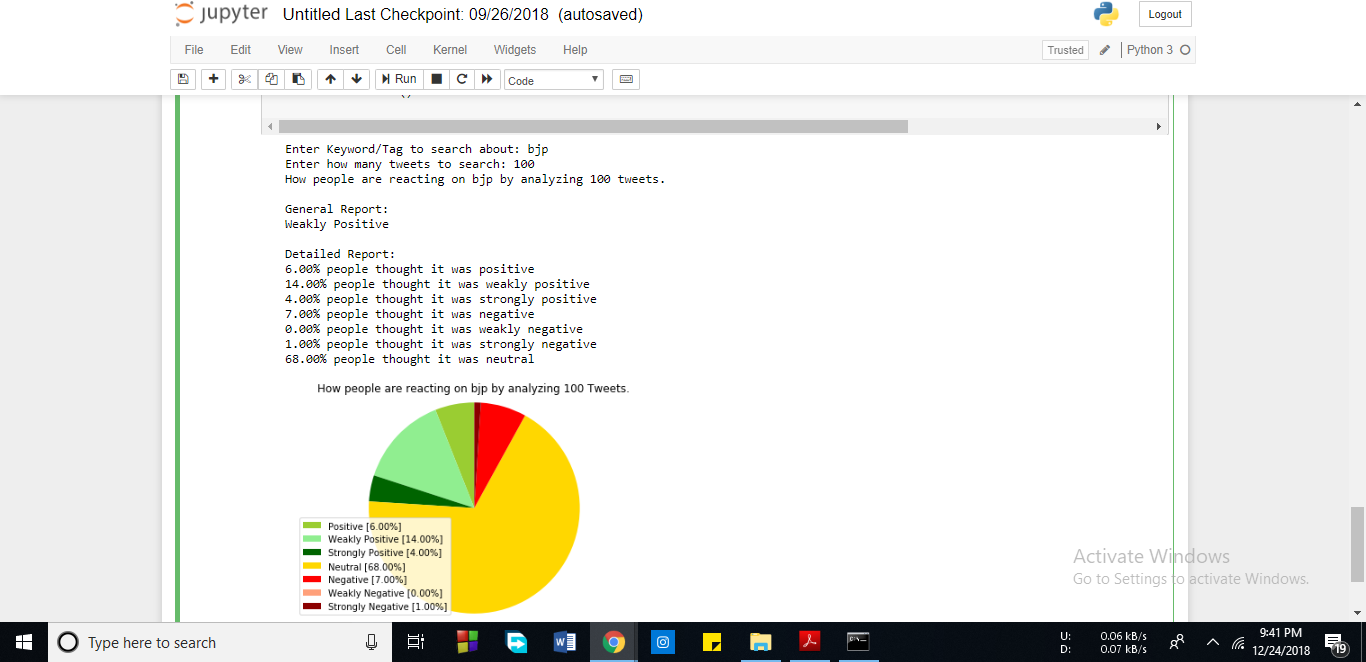 jupyter Untitled Last Checkpoint: 09/26/2018 (autosaved)
Logout
File Edit View Insert Cell Kernel Widgets Help
Trusted Python 3
Run
Code
Enter Keyword/Tag to search about: bjp
Enter how many tweets to search: 100
How people are reacting on bjp by analyzing 100 tweets.
General Report:
Weakly Positive
Detailed Report:
6.00% people thought it was positive
14.00% people thought it was weakly positive
4.00% people thought it was strongly positive
7.00% people thought it was negative
0.00% people thought it was weakly negative
1.00% people thought it was strongly negative
68.00% people thought it was neutral
How people are reacting on bjp by analyzing 100 Tweets.
Positive [6.00%]
Weakly Positive [14.00%]
Strongly Positive [4.00%]
Neutral [68.00%]
Negative [7.00%]
Weakly Negative [0.00%]
Strongly Negative [1.00%]
Activate Windows
Go to Settings to activate Windows.
Type here to search
U: 0.06 kB/s
D: 0.07 kB/s
9:41 PM
12/24/2018
19